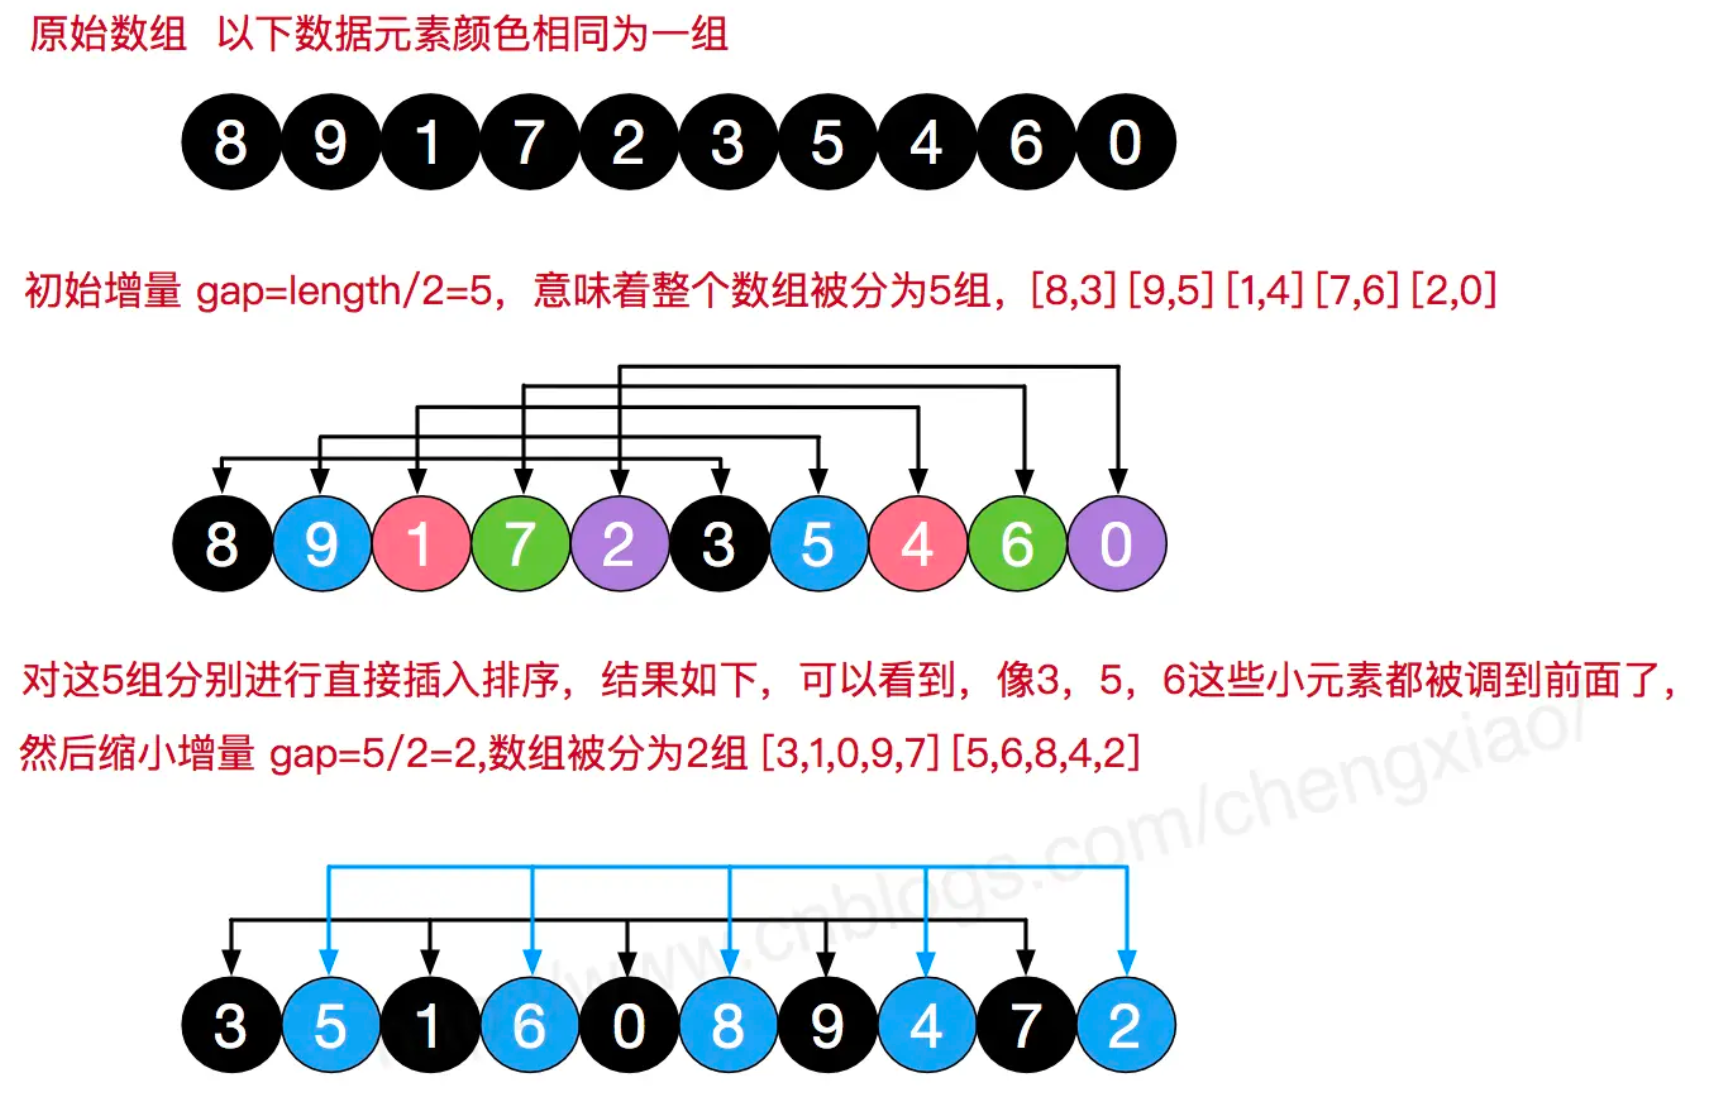 原始数组 以下数据元素颜色相同为一组
8 9 1 7 2 3 5 4 6 0
初始增量 gap=length/2=5，意味着整个数组被分为5组，[8,3] [9,5] [1,4] [7,6] [2,0]
8 9 1 7 2 3 5 4 6 0
对这5组分别进行直接插入排序，结果如下，可以看到，像3，5，6这些小元素都被调到前面了，
然后缩小增量 gap=5/2=2,数组被分为2组 [3,1,0,9,7] [5,6,8,4,2]
3 5 1 6 0 8 9 4 7 2
/www.cnblogs.com/chengxiao/